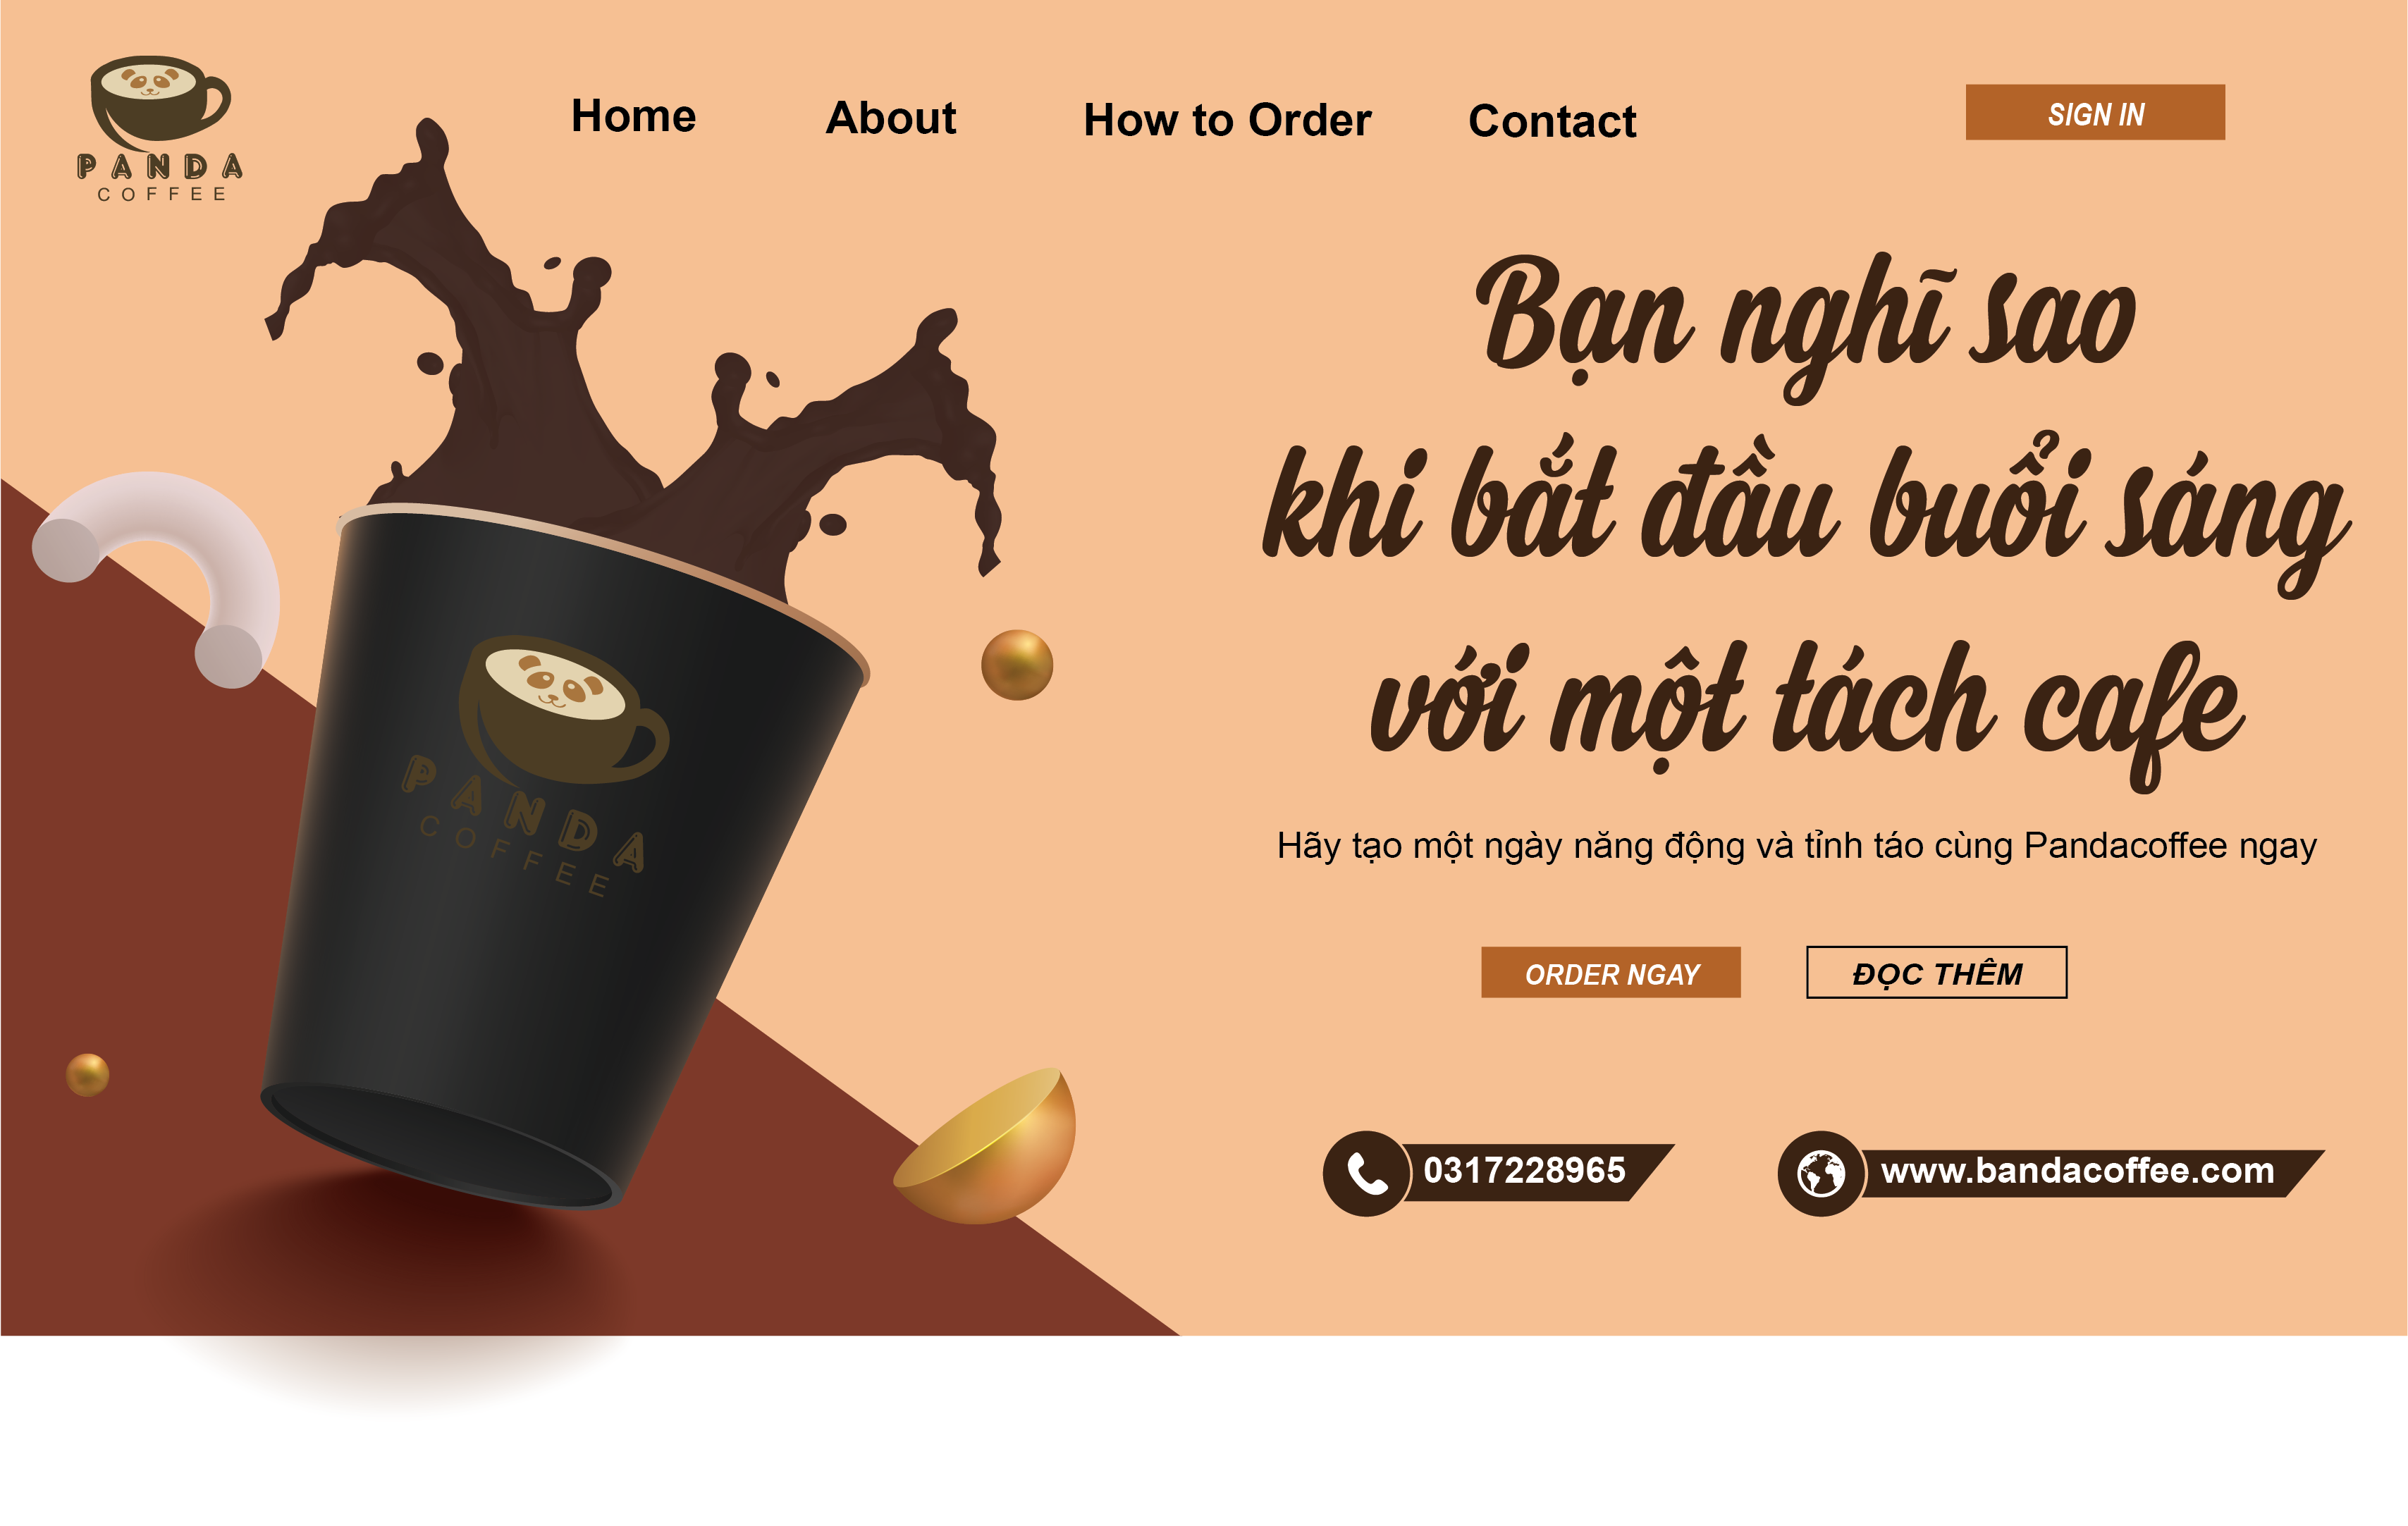 PANDA
COFFEE
Home About How to Order Contact
SIGN IN
Bạn nghĩ sao
khi bắt đầu buổi sáng
với một tách cafe
Hãy tạo một ngày năng động và tỉnh táo cùng Pandacoffee ngay
ORDER NGAY
ĐỌC THÊM
0317228965
www.bandacoffee.com
PANDA
COFFEE